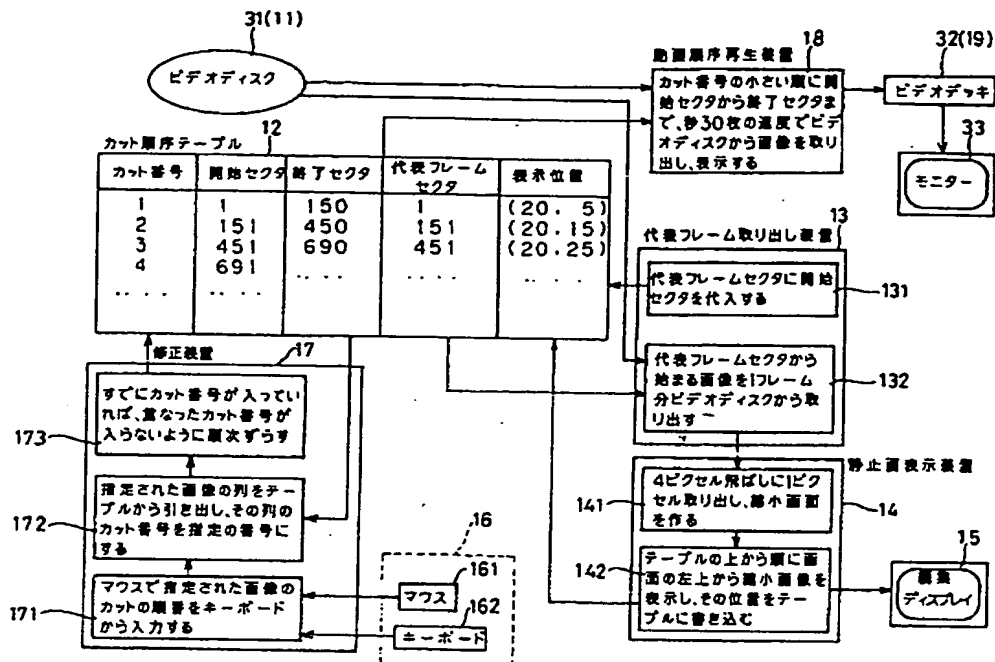 31(11)
ビデオディスク
動画順序再生装置
18
カット番号の小さい順に開
始セクタから終了セクタま
で、秒30枚の速度でビデ
オディスクから画像を取り
出し、表示する
32(19)
ビデオデッキ
33
モニター
カット順序テーブル
12
カット番号 開始セクタ 終了セクタ 代表フレーム 表示位置
セクタ
1 1 150 1 (20.5)
2 151 450 151 (20.15)
3 451 690 451 (20.25)
4 691 .... ....
.... ....
代表フレーム取り出し装置
13
代表フレームセクタに開始
セクタを代入する
131
代表フレームセクタから
始まる画像を1フレーム
分ビデオディスクから取
り出す
132
修正装置
17
すでにカット番号が入ってい
れば、重なったカット番号が
入らないように順次ずらす
173
指定された画像の列をテー
ブルから引き出し、その列の
カット番号を指定の番号に
する
172
マウスで指定された画像の
カットの順番をキーボード
から入力する
171
16
161
マウス
162
キーボード
静止画表示装置
4ピクセル飛ばしに1ピ
クセル取り出し、縮小画面
を作る
141
14
テーブルの上から順に画
面の左上から縮小画像を
表示し、その位置をテー
ブルに書き込む
142
15
編集
ディスプレイ